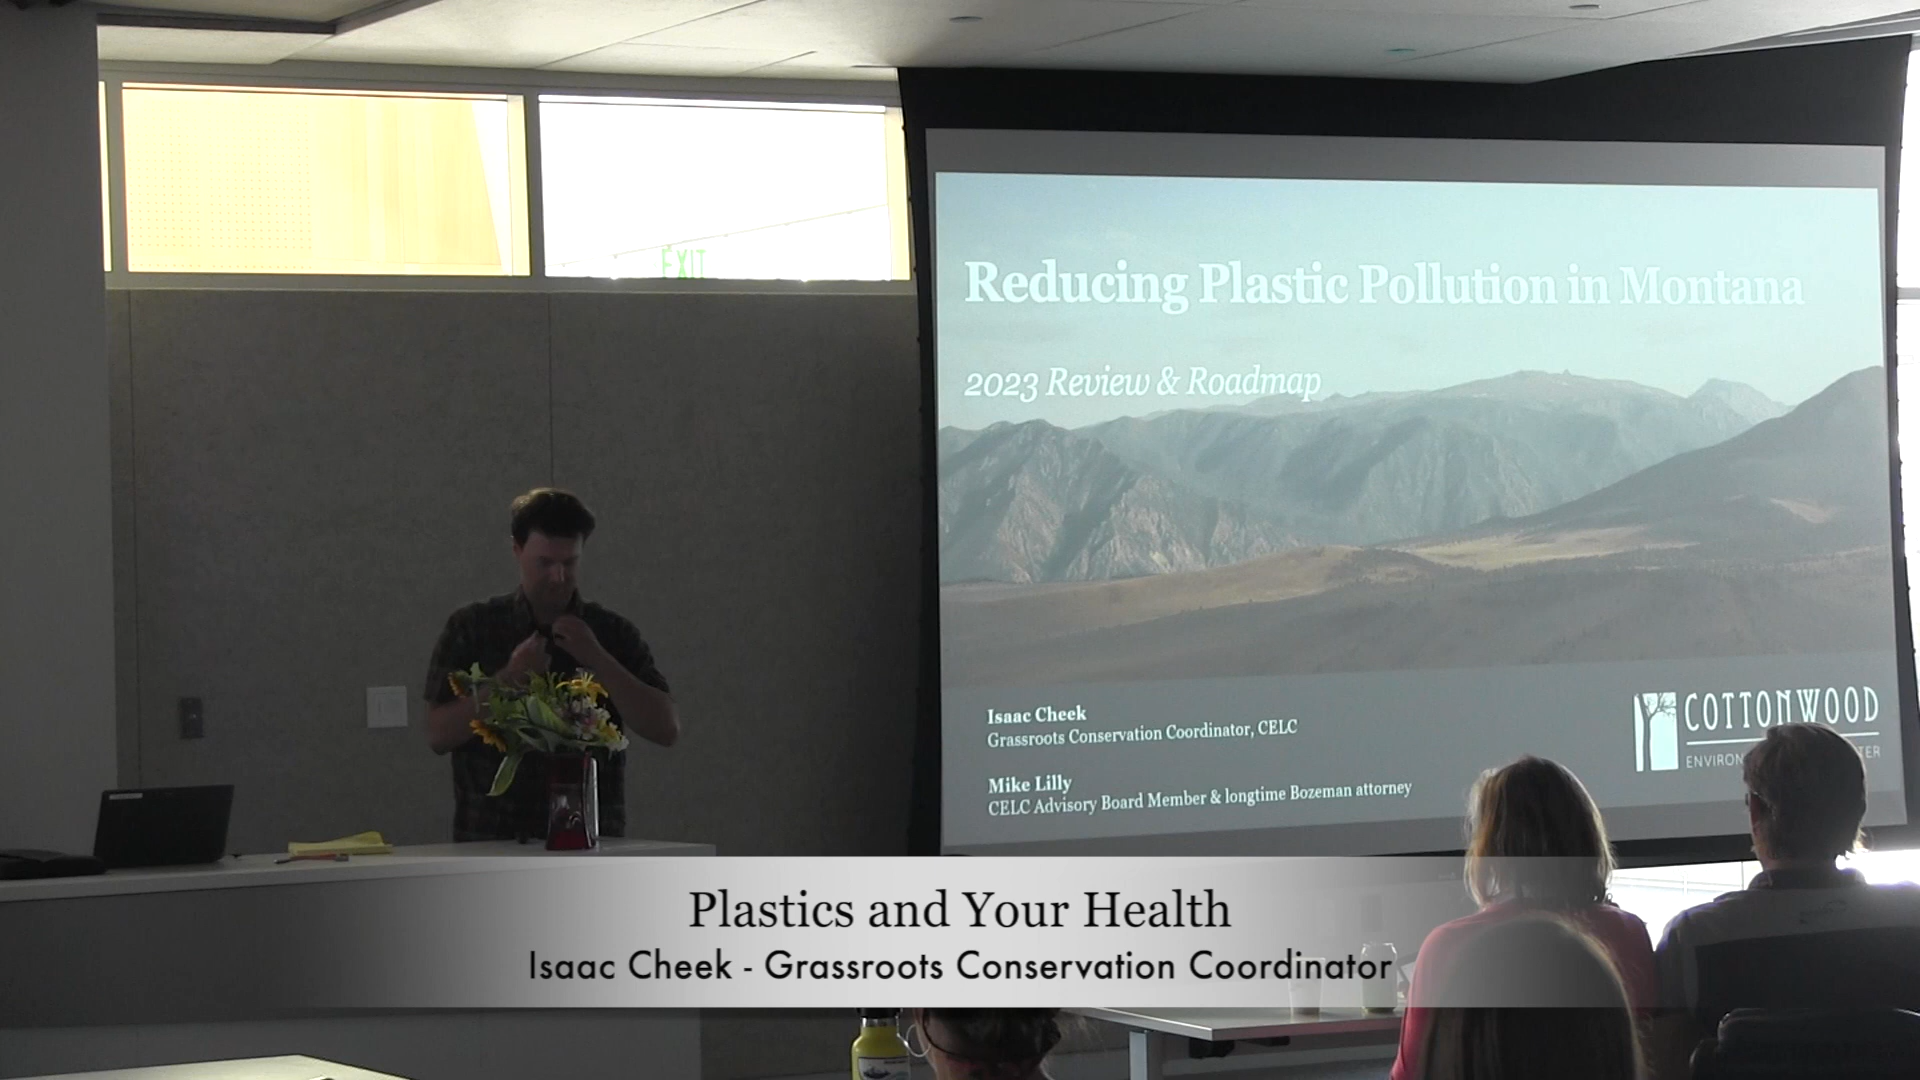 EXIT
Reducing Plastic Pollution in Montana
2023 Review & Roadmap
Isaac Cheek
Grassroots Conservation Coordinator, CELC
Mike Lilly
CELC Advisory Board Member & longtime Bozeman attorney
COTTONWOOD
Plastics and Your Health
Isaac Cheek - Grassroots Conservation Coordinator